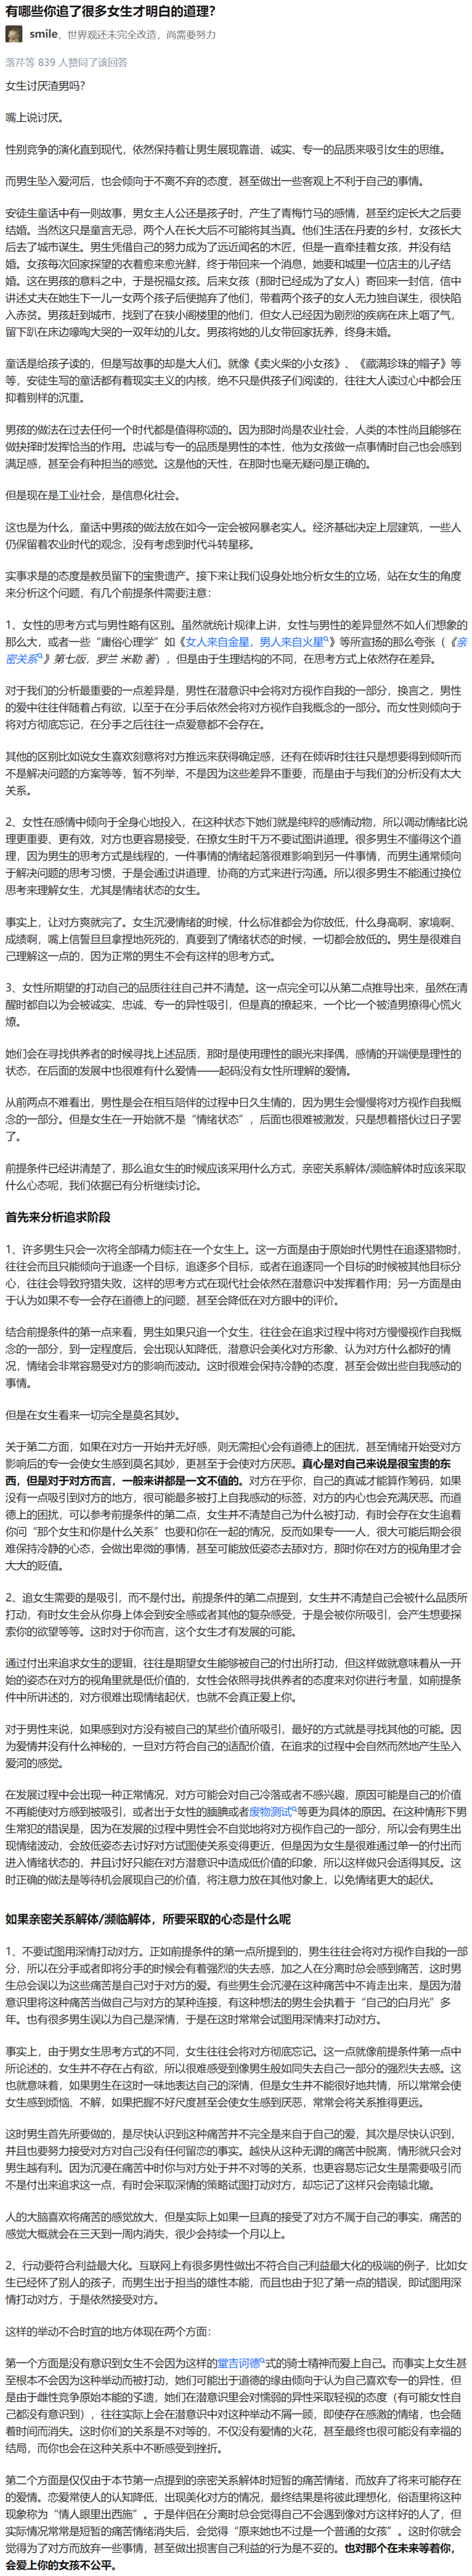 有哪些你追了很多女生才明白的道理?
smile，世界观还未完全改造，尚需要努力
落芹等 839 人赞同了该回答
女生讨厌渣男吗？
嘴上说讨厌。
性别竞争的演化直到现代，依然保持着让男生展现靠谱、诚实、专一的品质来吸引女生的思维。
而男生坠入爱河后，也会倾向于不离不弃的态度，甚至做出一些客观上不利于自己的事情。
安徒生童话中有一则故事，男女主人公还是孩子时，产生了青梅竹马的感情，甚至约定长大之后要
结婚。当然这只是童言无忌，两个人在长大后不可能将其当真。他们生活在丹麦的乡村，女孩长大
后去了城市谋生。男生凭借自己的努力成为了远近闻名的木匠，但是一直牵挂着女孩，并没有结
婚。女孩每次回家探望的衣着愈来愈光鲜，终于带回来一个消息，她要和城里一位店主的儿子结
婚。这在男孩的意料之中，于是祝福女孩。后来女孩（那时已经成为了女人）寄回来一封信，信中
讲述丈夫在她生下一儿一女两个孩子后便抛弃了他们，带着两个孩子的女人无力独自谋生，很快陷
入赤贫。男孩赶到城市，找到了在狭小阁楼里的他们，但女人已经因为剧烈的疾病在床上咽了气，
留下趴在床边嚎啕大哭的一双年幼的儿女。男孩将她的儿女带回家抚养，终身未婚。
童话是给孩子读的，但是写故事的却是大人们。就像《卖火柴的小女孩》、《藏满珍珠的帽子》等
等，安徒生写的童话都有着现实主义的内核，绝不只是供孩子们阅读的，往往大人读过心中都会压
抑着别样的沉重。
男孩的做法在过去任何一个时代都是值得称颂的。因为那时尚是农业社会，人类的本性尚且能够在
做抉择时发挥恰当的作用。忠诚与专一的品质是男性的本性，他为女孩做一点事情时自己也会感到
满足感，甚至会有种担当的感觉。这是他的天性，在那时也毫无疑问是正确的。
但是现在是工业社会，是信息化社会。
这也是为什么，童话中男孩的做法放在如今一定会被网暴老实人。经济基础决定上层建筑，一些人
仍保留着农业时代的观念，没有考虑到时代斗转星移。
实事求是的态度是教员留下的宝贵遗产。接下来让我们设身处地分析女生的立场，站在女生的角度
来分析这个问题，有几个前提条件需要注意：
1、女性的思考方式与男性略有区别。虽然就统计规律上讲，女性与男性的差异显然不如人们想象的
那么大，或者一些“庸俗心理学”如《女人来自金星，男人来自火星》等所宣扬的那么夸张（《亲
密关系》第七版，罗兰 米勒 著），但是由于生理结构的不同，在思考方式上依然存在差异。
对于我们的分析最重要的一点差异是，男性在潜意识中会将对方视作自我的一部分，换言之，男性
的爱中往往伴随着占有欲，以至于在分手后依然会将对方视作自我概念的一部分。而女性则倾向于
将对方彻底忘记，在分手之后往往一点爱意都不会存在。
其他的区别比如说女生喜欢刻意将对方推远来获得确定感，还有在倾诉时往往只是想要得到倾听而
不是解决问题的方案等等，暂不列举，不是因为这些差异不重要，而是由于与我们的分析没有太大
关系。
2、女性在感情中倾向于全身心地投入，在这种状态下她们就是纯粹的感情动物，所以调动情绪比说
理更重要、更有效，对方也更容易接受，在撩女生时千万不要试图讲道理。很多男生不懂得这个道
理，因为男生的思考方式是线程的，一件事情的情绪起落很难影响到另一件事情，而男生通常倾向
于解决问题的思考习惯，于是会通过讲道理、协商的方式来进行沟通。所以很多男生不能通过换位
思考来理解女生，尤其是情绪状态的女生。
事实上，让对方爽就完了。女生沉浸情绪的时候，什么标准都会为你放低，什么身高啊、家境啊、
成绩啊，嘴上信誓旦旦拿捏地死死的，真要到了情绪状态的时候，一切都会放低的。男生是很难自
己理解这一点的，因为正常的男生不会有这样的思考方式。
3、女性所期望的打动自己的品质往往自己并不清楚。这一点完全可以从第二点推导出来，虽然在清
醒时都自以为会被诚实、忠诚、专一的异性吸引，但是真的撩起来，一个比一个被渣男撩得心慌火
燎。
她们会在寻找供养者的时候寻找上述品质，那时是使用理性的眼光来择偶，感情的开端便是理性的
状态，在后面的发展中也很难有什么爱情——起码没有女性所理解的爱情。
从前两点不难看出，男性是会在相互陪伴的过程中日久生情的，因为男生会慢慢将对方视作自我概
念的一部分。但是女生在一开始就不是“情绪状态”，后面也很难被激发，只是想着搭伙过日子罢
了。
前提条件已经讲清楚了，那么追女生的时候应该采用什么方式，亲密关系解体/濒临解体时应该采取
什么心态呢，我们依据已有分析继续讨论。
首先来分析追求阶段
1、许多男生只会一次将全部精力倾注在一个女生上。这一方面是由于原始时代男性在追逐猎物时，
往往会而且只能倾向于追逐一个目标，追逐多个目标，或者在追逐同一个目标的时候被其他目标分
心，往往会导致狩猎失败，这样的思考方式在现代社会依然在潜意识中发挥着作用；另一方面是由
于认为如果不专一会存在道德上的问题，甚至会降低在对方眼中的评价。
结合前提条件的第一点来看，男生如果只追一个女生，往往会在追求过程中将对方慢慢视作自我概
念的一部分，到一定程度后，会出现认知降低，潜意识会美化对方形象、认为对方什么都好的情
况，情绪会非常容易受对方的影响而波动。这时很难会保持冷静的态度，甚至会做出些自我感动的
事情。
但是在女生看来一切完全是莫名其妙。
关于第二方面，如果在对方一开始并无好感，则无需担心会有道德上的困扰，甚至情绪开始受对方
影响后的专一会使女生感到莫名其妙，更甚至于会使对方厌恶。真心是对自己来说是很宝贵的东
西，但是对于对方而言，一般来讲都是一文不值的。对方在乎你，自己的真诚才能算作筹码，如果
没有一点吸引到对方的地方，很可能最多被打上自我感动的标签，对方的内心也会充满厌恶。而道
德上的困扰，可以参考前提条件的第二点，女生并不清楚自己为什么被打动，有时会存在女生追着
你问“那个女生和你是什么关系”也要和你在一起的情况，反而如果专一一人，很大可能后期会很
难保持冷静的心态，会做出卑微的事情，甚至可能放低姿态去舔对方，那时你在对方的视角里才会
大大的贬值。
2、追女生需要的是吸引，而不是付出。前提条件的第二点提到，女生并不清楚自己会被什么品质所
打动，有时女生会从你身上体会到安全感或者其他的复杂感受，于是会被你所吸引，会产生想要探
索你的欲望等等。这时对于你而言，这个女生才有发展的可能。
通过付出来追求女生的逻辑，往往是期望女生能够被自己的付出所打动，但这样做就意味着从一开
始的姿态在对方的视角里就是低价值的，女性会依照寻找供养者的态度来对你进行考量，如前提条
件中所讲述的，对方很难出现情绪起伏，也就不会真正爱上你。
对于男性来说，如果感到对方没有被自己的某些价值所吸引，最好的方式就是寻找其他的可能。因
为爱情并没有什么神秘的，一旦对方符合自己的适配价值，在追求的过程中会自然而然地产生坠入
爱河的感觉。
在发展过程中会出现一种正常情况，对方可能会对自己冷落或者不感兴趣，原因可能是自己的价值
不再能使对方感到被吸引，或者出于女性的腼腆或者废物测试等更为具体的原因。在这种情形下男
生常犯的错误是，因为在发展的过程中男性会不自觉地将对方视作自己的一部分，所以会有男生出
现情绪波动，会放低姿态去讨好对方试图使关系变得更近，但是因为女生是很难通过单一的付出而
进入情绪状态的，并且讨好只能在对方潜意识中造成低价值的印象，所以这样做只会适得其反。这
时正确的做法是等待机会展现自己的价值，将注意力放在其他对象上，以免情绪更大的起伏。
如果亲密关系解体/濒临解体，所要采取的心态是什么呢
1、不要试图用深情打动对方。正如前提条件的第一点所提到的，男生往往会将对方视作自我的一部
分，所以在分手或者即将分手的时候会有着强烈的失去感，加之人在分离时总会感到痛苦，这时男
生总会误以为这些痛苦是自己对于对方的爱。有些男生会沉浸在这种痛苦中不肯走出来，是因为潜
意识里将这种痛苦当做自己与对方的某种连接，有这种想法的男生会执着于“自己的白月光”多
年。也有很多男生误以为自己是深情，于是在这时常常会试图用深情来打动对方。
事实上，由于男女生思考方式的不同，女生往往会将对方彻底忘记。这一点就像前提条件第一点中
所论述的，女生并不存在占有欲，所以很难感受到像男生般如同失去自己一部分的强烈失去感。这
也就意味着，如果男生在这时一味地表达自己的深情，但是女生并不能很好地共情，所以常常会使
女生感到烦恼、不解，如果把握不好尺度甚至会使女生感到厌恶，常常会将关系推得更远。
这时男生首先所要做的，是尽快认识到这种痛苦并不完全是来自于自己的爱，其次是尽快认识到，
并且也要努力接受对方对自己没有任何留恋的事实。越快从这种无谓的痛苦中脱离，情形就只会对
男生越有利。因为沉浸在痛苦中时你与对方处于并不对等的关系，也更容易忘记女生是需要吸引而
不是付出来追求这一点，有时会采取深情的策略试图打动对方，却忘记了这样只会南辕北辙。
人的大脑喜欢将痛苦的感觉放大，但是实际上如果一旦真的接受了对方不属于自己的事实，痛苦的
感觉大概就会在三天到一周内消失，很少会持续一个月以上。
2、行动要符合利益最大化。互联网上有很多男性做出不符合自己利益最大化的极端的例子，比如女
生已经怀了别人的孩子，而男生出于担当的雄性本能，而且也由于犯了第一点的错误，即试图用深
情打动对方，于是依然接受对方。
这样的举动不合时宜的地方体现在两个方面：
第一个方面是没有意识到女生不会因为这样的堂吉诃德式的骑士精神而爱上自己。而事实上女生甚
至根本不会因为这种举动而被打动，她们可能出于道德的缘由倾向于认为自己喜欢专一的异性，但
是由于雌性竞争原始本能的孑遗，她们在潜意识里会对懦弱的异性采取轻视的态度（有可能女性自
己都没有意识到），往往实际上会在潜意识中对这种举动不屑一顾，即使存在感激的情绪，也会随
着时间而消失。这时你们的关系是不对等的，不仅没有爱情的火花，甚至最终也很可能没有幸福的
结局，而你也会在这种关系中不断感受到挫折。
第二个方面是仅仅由于本节第一点提到的亲密关系解体时短暂的痛苦情绪，而放弃了将来可能存在
的爱情。恋爱常使人的认知降低，出现美化对方的情况，最终结果是将彼此理想化，俗语里将这种
现象称为“情人眼里出西施”。于是伴侣在分离时总会觉得自己不会遇到像对方这样好的人了，但
实际情况常常是短暂的痛苦情绪消失后，会觉得“原来她也不过是一个普通的女孩”。这时你就会
觉得为了对方而放弃一些事情，甚至做出损害自己利益的行为是不妥的。也对那个在未来等着你，
会爱上你的女孩不公平。